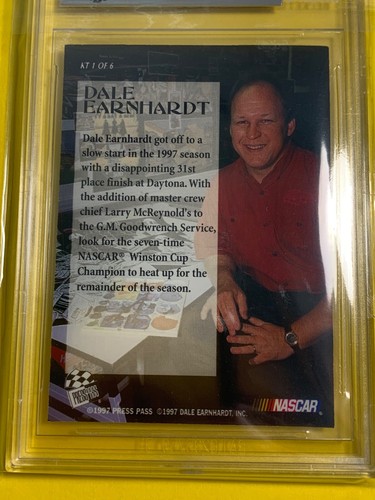 KT 1 OF 6
DALE
EARNHARDT
Dale Earnhardt got off to a
slow start in the 1997 season
with a disappointing 31st
place finish at Daytona. With
the addition of master crew
chief Larry McReynold's to
the G.M. Goodwrench Service,
look for the seven-time
NASCAR® Winston Cup
Champion to heat up for the
remainder of the season.
NASCAR
©1997 PRESS PASS ©1997 DALE EARNHARDT, INC.